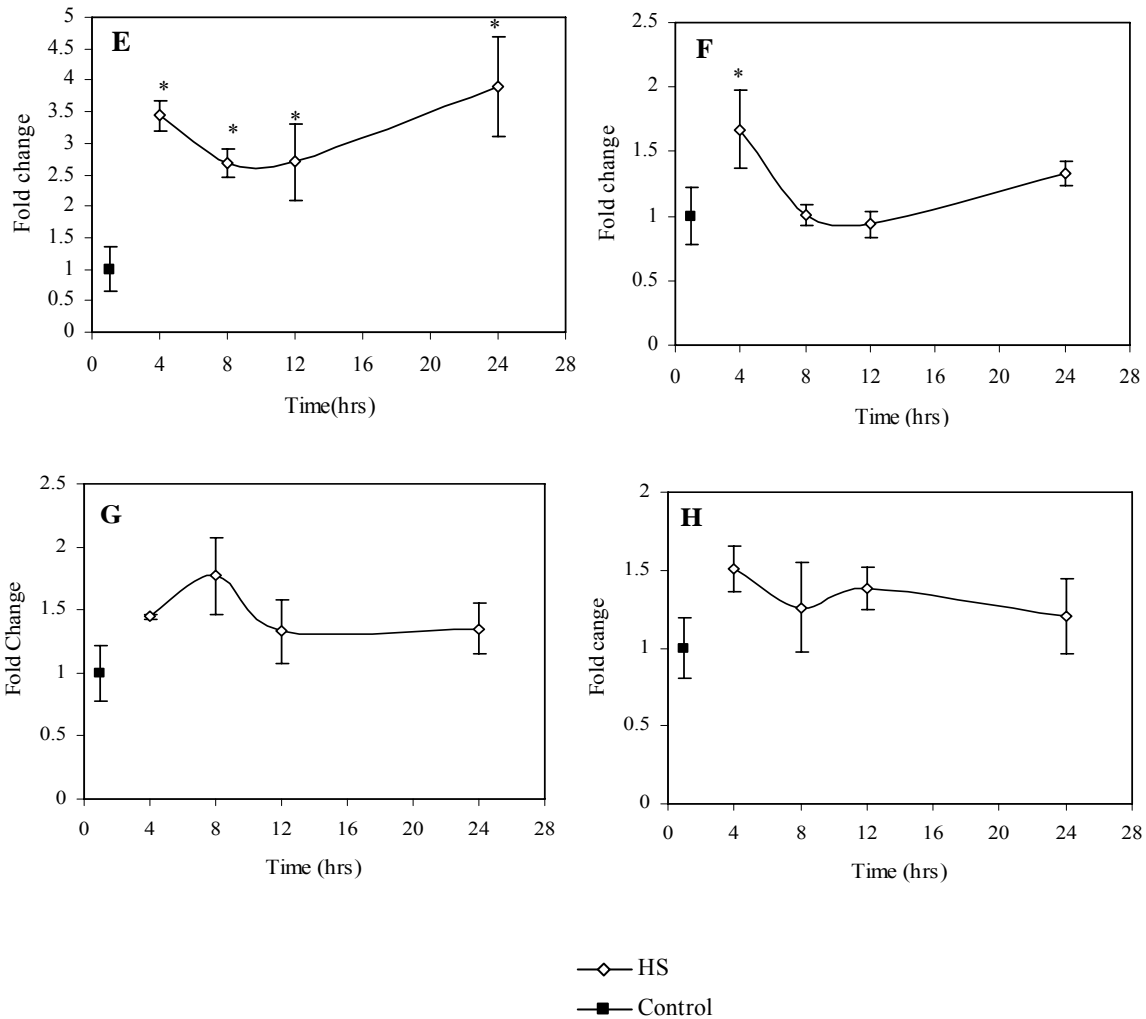 E
*
*
*
*
5
4.5
4
3.5
3
2.5
2
1.5
1
0.5
0
Fold change
0 4 8 12 16 20 24 28
Time(hrs)
F
*
2.5
2
1.5
1
0.5
0
Fold change
0 4 8 12 16 20 24 28
Time (hrs)
G
2.5
2
1.5
1
0.5
0
Fold Change
0 4 8 12 16 20 24 28
Time (hrs)
H
2
1.5
1
0.5
0
Fold cange
0 4 8 12 16 20 24 28
Time (hrs)
HS
Control